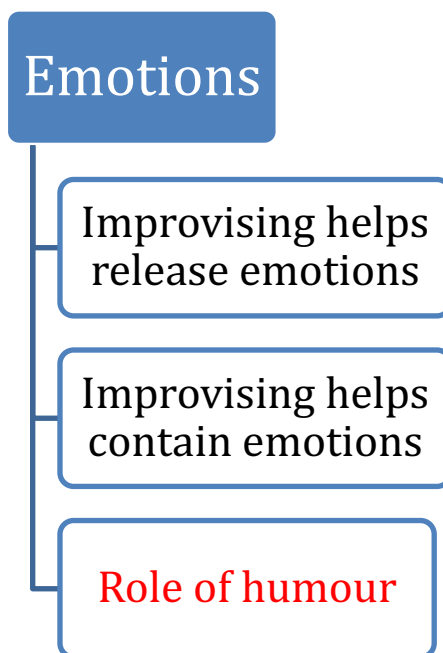 Emotions
Improvising helps
release emotions
Improvising helps
contain emotions
Role of humour